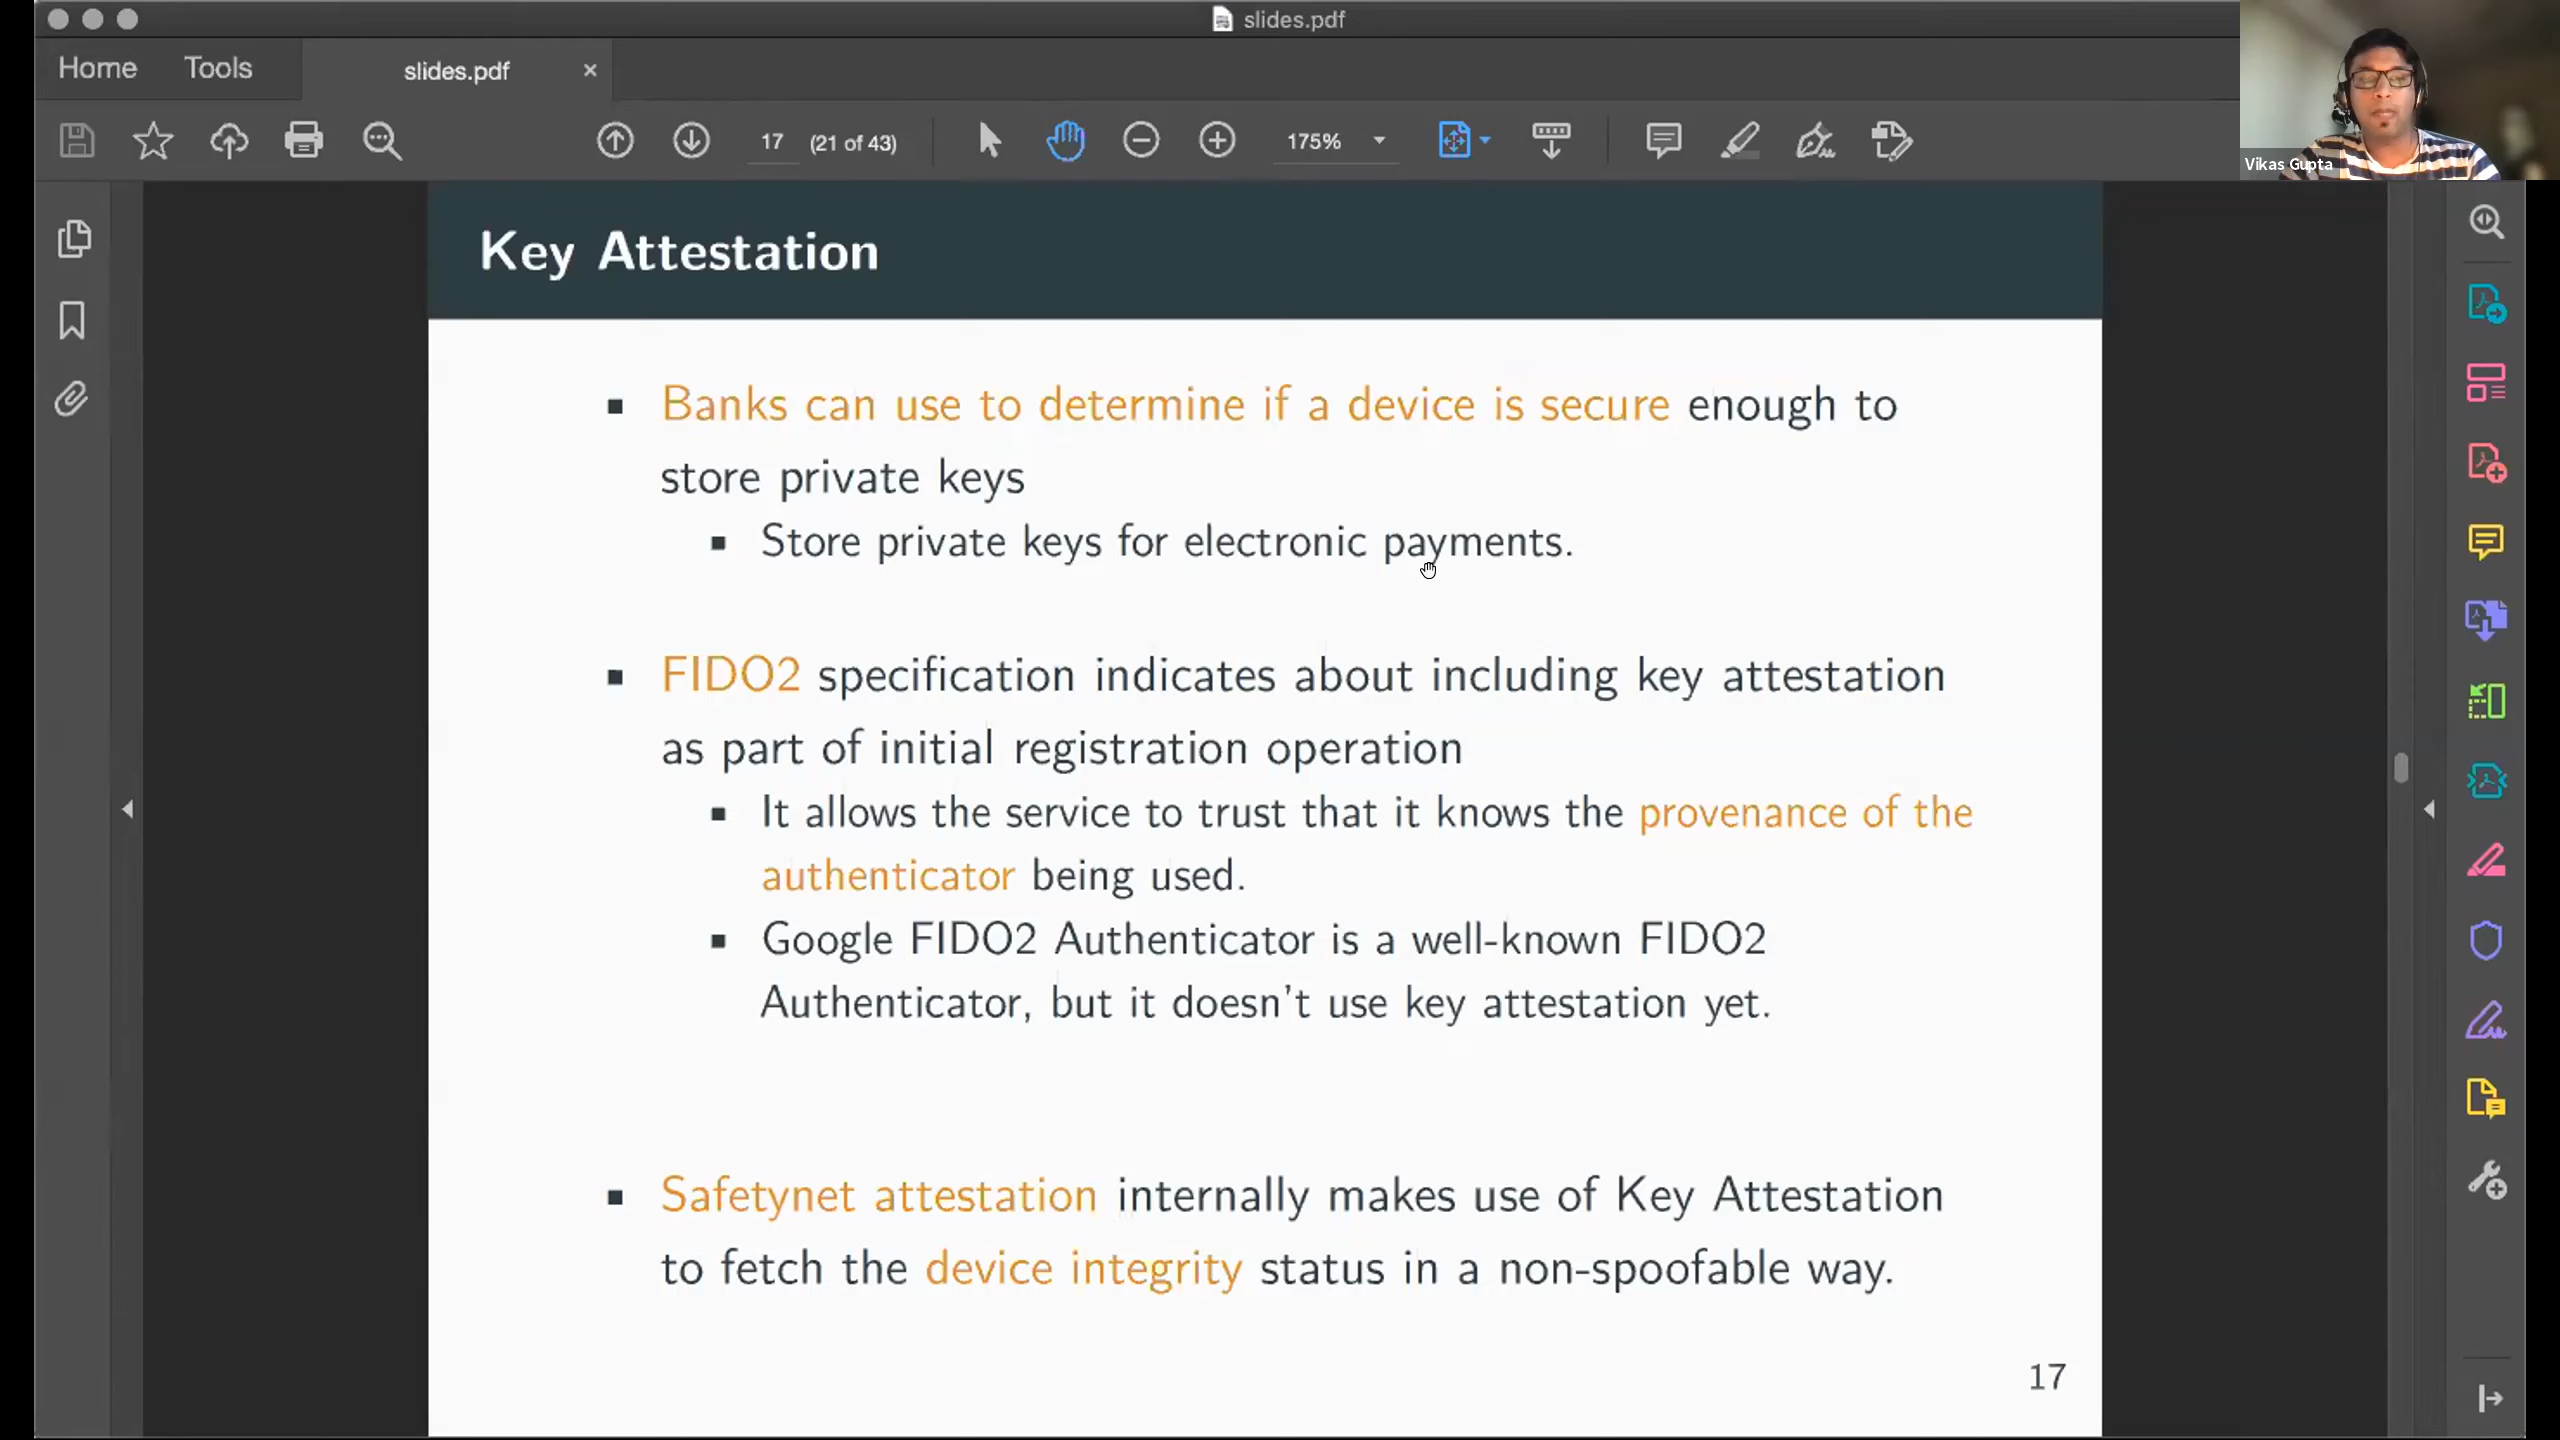 slides.pdf
Home
Tools
slides.pdf
17
(21 of 43)
175%
Vikas Gupta
Key Attestation
Banks can use to determine if a device is secure enough to
store private keys
Store private keys for electronic payments.
FIDO2 specification indicates about including key attestation
as part of initial registration operation
It allows the service to trust that it knows the provenance of the
authenticator being used.
Google FIDO2 Authenticator is a well-known FIDO2
Authenticator, but it doesn't use key attestation yet.
Safetynet attestation internally makes use of Key Attestation
to fetch the device integrity status in a non-spoofable way.
17